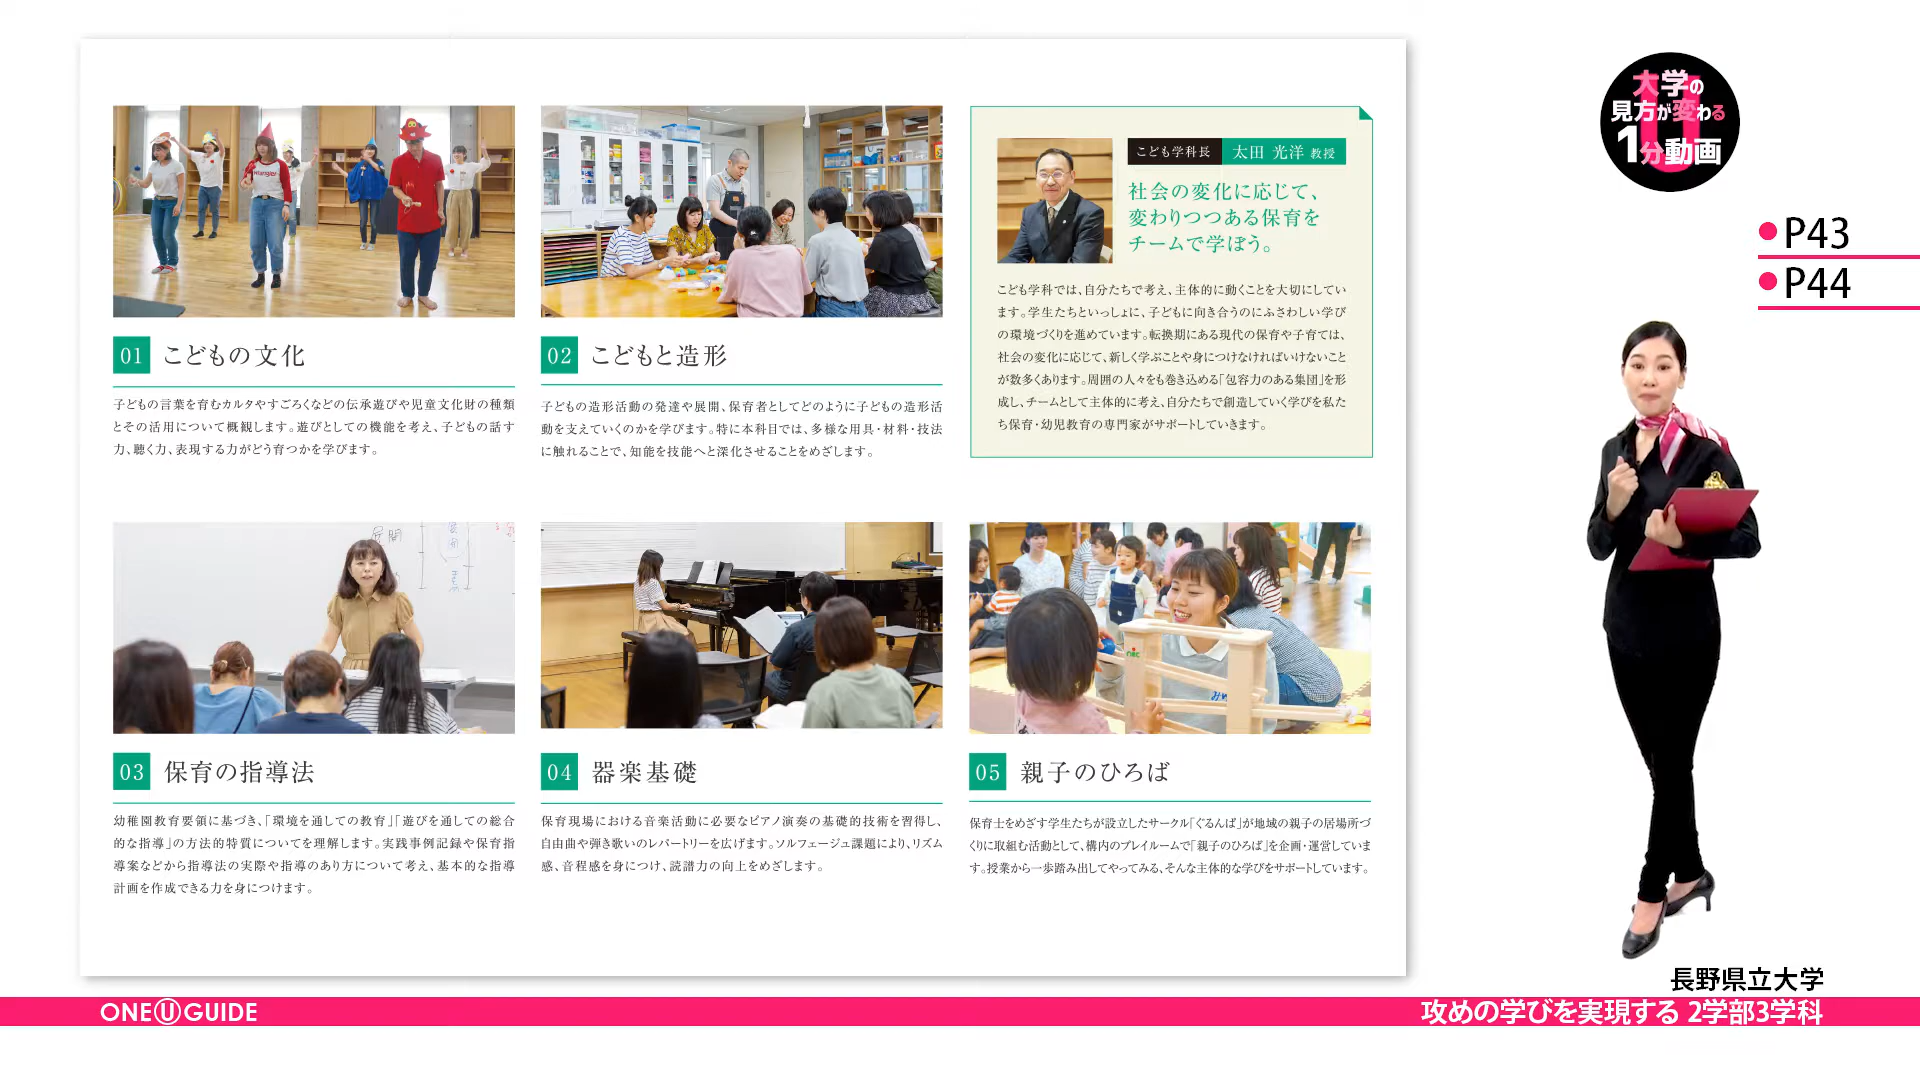 大学の
見方が変わる
1分動画
P43
P44
こども学科長 太田 光洋 教授
社会の変化に応じて、
変わりつつある保育を
チームで学ぼう。
こども学科では、自分たちで考え、主体的に動くことを大切にしてい
ます。学生たちといっしょに、子どもに向き合うのにふさわしい学び
の環境づくりを進めています。転換期にある現代の保育や子育ては、
社会の変化に応じて、新しく学ぶことや身につけなければいけないこと
が数多くあります。周囲の人々をも巻き込める「包容力のある集団」を形
成し、チームとして主体的に考え、自分たちで創造していく学びを私た
ち保育・幼児教育の専門家がサポートしていきます。
01 こどもの文化
子どもの言葉を育むカルタやすごろくなどの伝承遊びや児童文化財の種類
とその活用について概観します。遊びとしての機能を考え、子どもの話す
力、聴く力、表現する力がどう育つかを学びます。
02 こどもと造形
子どもの造形活動の発達や展開、保育者としてどのように子どもの造形活
動を支えていくのかを学びます。特に本科目では、多様な用具・材料・技法
に触れることで、知能を技能へと深化させることをめざします。
展開
03 保育の指導法
幼稚園教育要領に基づき、「環境を通しての教育」「遊びを通しての総合
的な指導」の方法的特質についてを理解します。実践事例記録や保育指
導案などから指導法の実際や指導のあり方について考え、基本的な指導
計画を作成できる力を身につけます。
04 器楽基礎
保育現場における音楽活動に必要なピアノ演奏の基礎的技術を習得し、
自由曲や弾き歌いのレパートリーを広げます。ソルフェージュ課題により、リズム
感、音程感を身につけ、読譜力の向上をめざします。
05 親子のひろば
保育士をめざす学生たちが設立したサークル「ぐるんぱ」が地域の親子の居場所づ
くりに取組む活動として、構内のプレイルームで「親子のひろば」を企画・運営していま
す。授業から一歩踏み出してやってみる、そんな主体的な学びをサポートしています。
長野県立大学
ONE U GUIDE
攻めの学びを実現する 2学部3学科